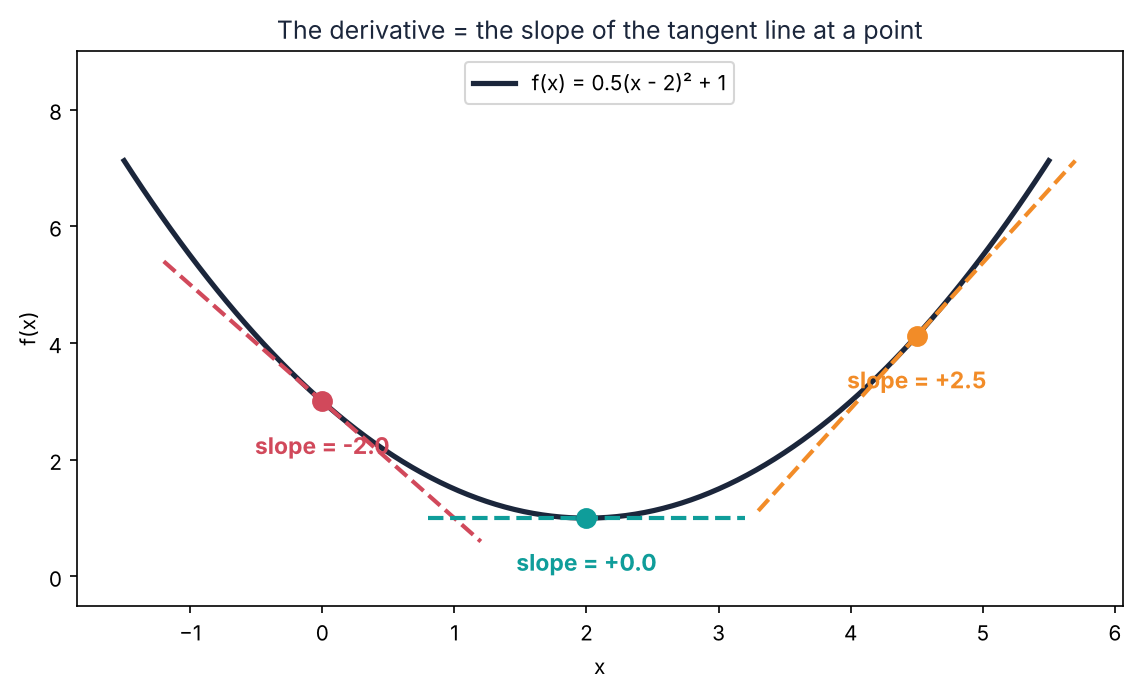 The derivative = the slope of the tangent line at a point
f(x) = 0.5(x - 2)² + 1
8
6
4
2
0
f(x)
slope = +2.5
slope = -2.0
slope = +0.0
−1
0
1
2
3
4
5
6
x